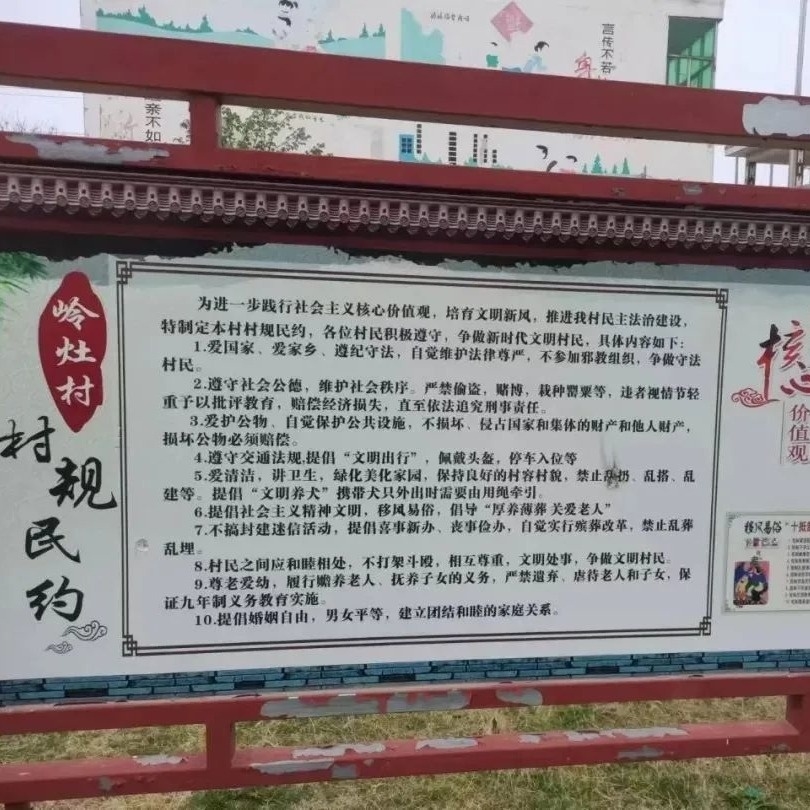 言传不若
身
亲不如
岭灶村
村规民约
为进一步践行社会主义核心价值观，培育文明新风，推进我村民主法治建设，
特制定本村村规民约，各位村民积极遵守，争做新时代文明村民，具体内容如下：
1.爱国家、爱家乡、遵纪守法，自觉维护法律尊严，不参加邪教组织，争做守法
村民。
2.遵守社会公德，维护社会秩序。严禁偷盗，赌博，栽种罂粟等，违者视情节轻
重予以批评教育，赔偿经济损失，直至依法追究刑事责任。
3.爱护公物、自觉保护公共设施，不损坏、侵占国家和集体的财产和他人财产，
损坏公物必须赔偿。
4.遵守交通法规,提倡“文明出行”，佩戴头盔，停车入位等
5.爱清洁，讲卫生，绿化美化家园，保持良好的村容村貌，禁止乱扔、乱搭、乱
建等。提倡“文明养犬”携带犬只外出时需要由用绳牵引。
6.提倡社会主义精神文明，移风易俗，倡导“厚养薄葬 关爱老人”
7.不搞封建迷信活动，提倡喜事新办、丧事俭办，自觉实行殡葬改革，禁止乱葬
乱埋。
8.村民之间应和睦相处，不打架斗殴，相互尊重，文明处事，争做文明村民。
9.尊老爱幼，履行赡养老人、抚养子女的义务，严禁遗弃、虐待老人和子女，保
证九年制义务教育实施。
10.提倡婚姻自由，男女平等，建立团结和睦的家庭关系。
核心
价值观
移风易俗“十抵